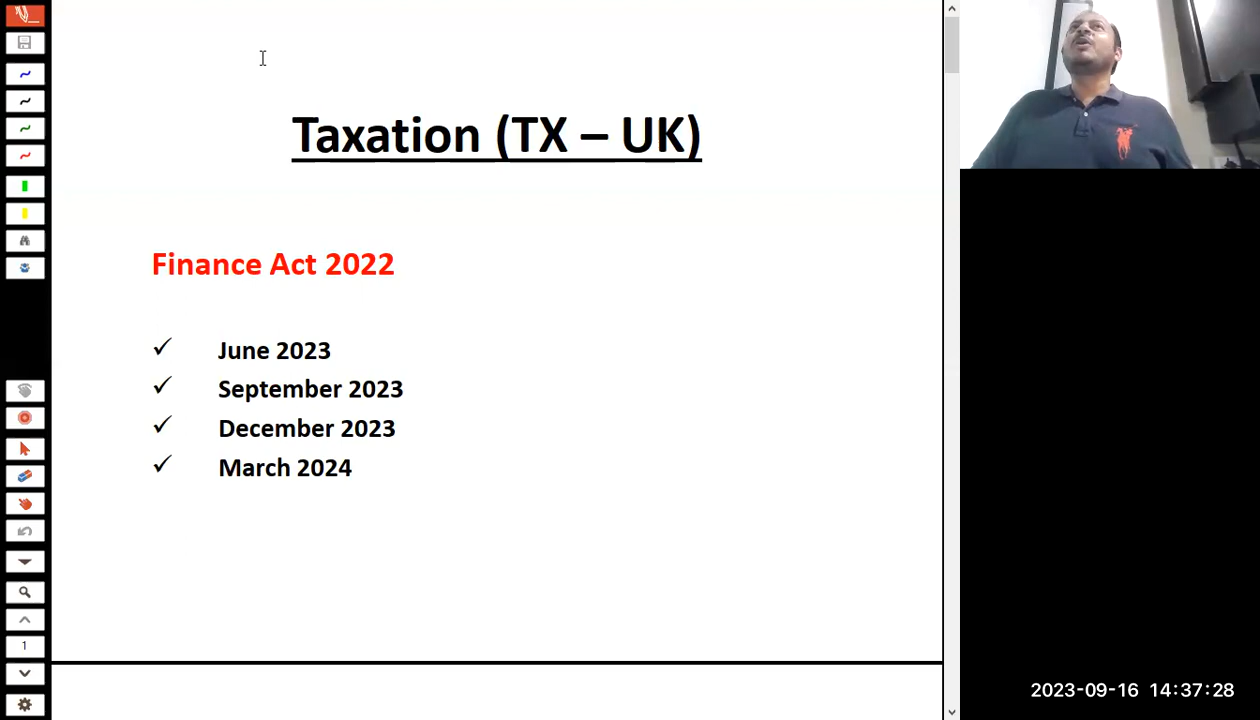 Taxation (TX – UK)
Finance Act 2022
✓ June 2023
✓ September 2023
✓ December 2023
✓ March 2024
1
2023-09-16 14:37:28